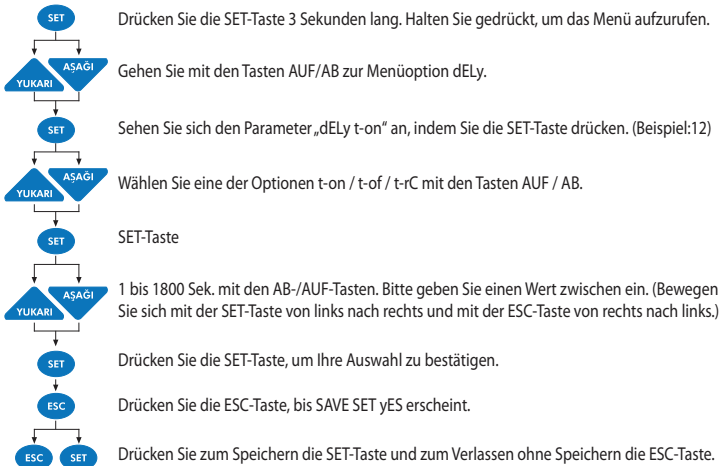 SET Drücken Sie die SET-Taste 3 Sekunden lang. Halten Sie gedrückt, um das Menü aufzurufen.
YUKARI AŞAĞI Gehen Sie mit den Tasten AUF/AB zur Menüoption dELy.
SET Sehen Sie sich den Parameter „dELy t-on“ an, indem Sie die SET-Taste drücken. (Beispiel:12)
YUKARI AŞAĞI Wählen Sie eine der Optionen t-on / t-of / t-rC mit den Tasten AUF / AB.
SET SET-Taste
YUKARI AŞAĞI 1 bis 1800 Sek. mit den AB-/AUF-Tasten. Bitte geben Sie einen Wert zwischen ein. (Bewegen
Sie sich mit der SET-Taste von links nach rechts und mit der ESC-Taste von rechts nach links.)
SET Drücken Sie die SET-Taste, um Ihre Auswahl zu bestätigen.
ESC Drücken Sie die ESC-Taste, bis SAVE SET yES erscheint.
ESC SET Drücken Sie zum Speichern die SET-Taste und zum Verlassen ohne Speichern die ESC-Taste.